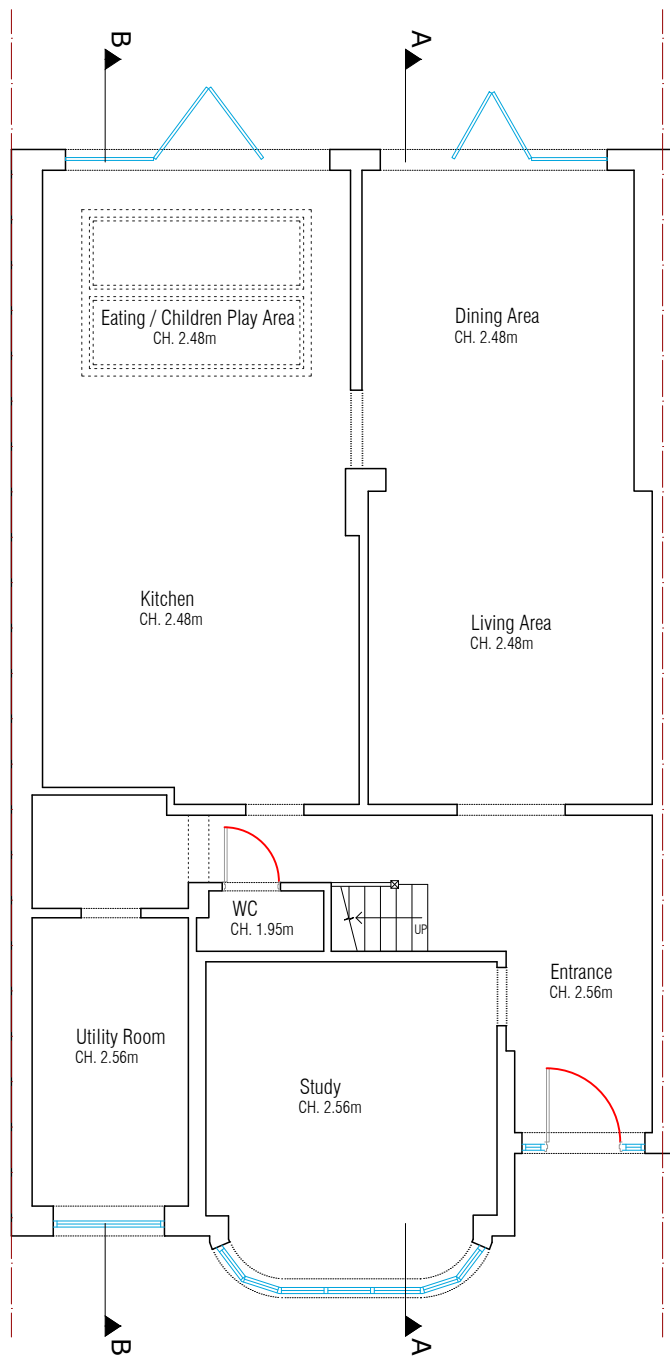 B
A
Eating / Children Play Area
CH. 2.48m
Dining Area
CH. 2.48m
Kitchen
CH. 2.48m
Living Area
CH. 2.48m
WC
CH. 1.95m
UP
Entrance
CH. 2.56m
Utility Room
CH. 2.56m
Study
CH. 2.56m
B
A